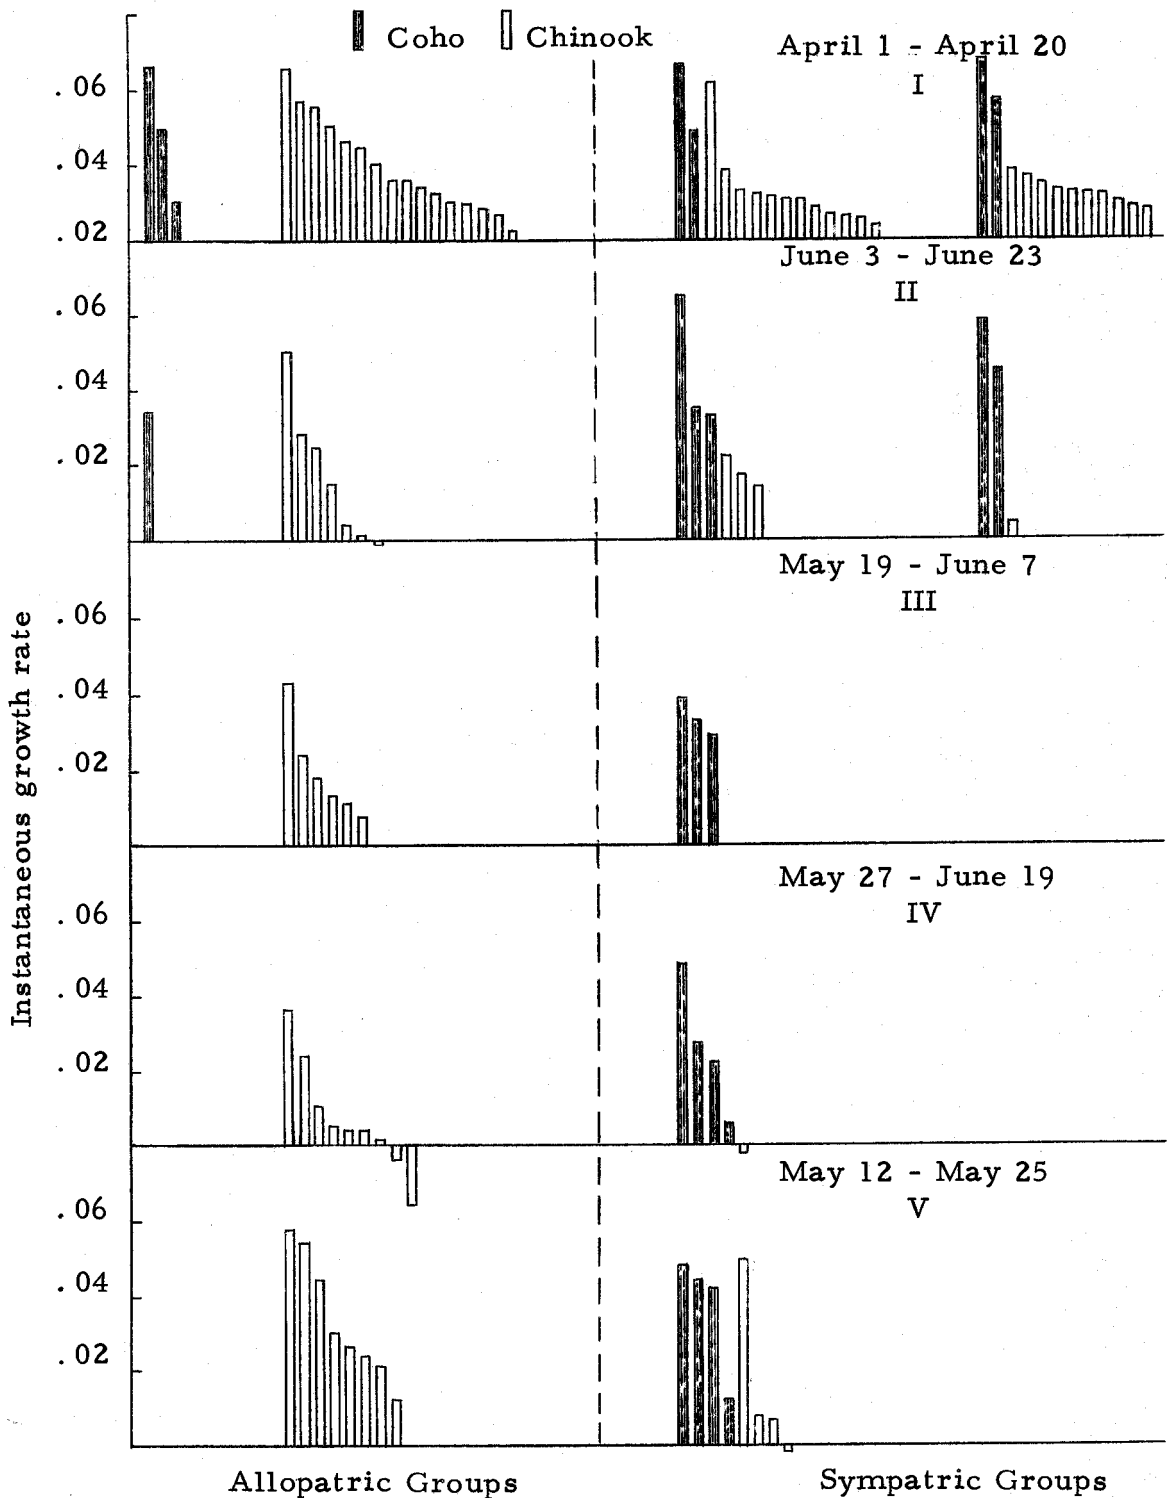 Coho Chinook
April 1 - April 20
I
.06
.04
.02
June 3 - June 23
II
.06
.04
.02
May 19 - June 7
III
.06
.04
.02
May 27 - June 19
IV
.06
.04
.02
May 12 - May 25
V
.06
.04
.02
Instantaneous growth rate
Allopatric Groups Sympatric Groups